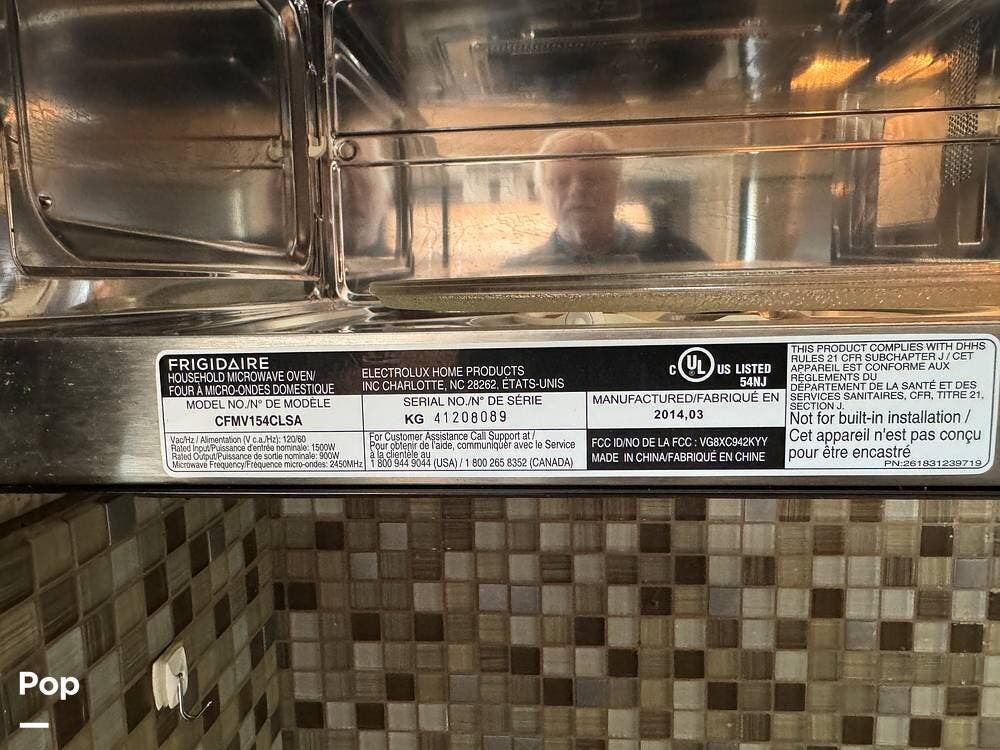 FRIGIDAIRE
HOUSEHOLD MICROWAVE OVEN/
FOUR À MICRO-ONDES DOMESTIQUE
ELECTROLUX HOME PRODUCTS
INC CHARLOTTE, NC 28262, ÉTATS-UNIS
C UL US LISTED
54NJ
MODEL NO./N° DE MODÈLE
CFMV154CLSA
SERIAL NO./N° DE SÉRIE
KG 41208089
MANUFACTURED/FABRIQUÉ EN
2014,03
Vac/Hz / Alimentation (V c.a./Hz): 120/60
Rated Input/Puissance d'entrée nominale: 1500W
Rated Output/Puissance de sortie nominale: 900W
Microwave Frequency/Fréquence micro-ondes: 2450MHz
For Customer Assistance Call Support at /
Pour obtenir de l'aide, communiquer avec le Service
à la clientèle au
1 800 944 9044 (USA) / 1 800 265 8352 (CANADA)
FCC ID/NO DE LA FCC : VG8XC942KYY
MADE IN CHINA/FABRIQUÉ EN CHINE
THIS PRODUCT COMPLIES WITH DHHS
RULES 21 CFR SUBCHAPTER J / CET
APPAREIL EST CONFORME AUX
RÈGLEMENTS DU
DÉPARTEMENT DE LA SANTÉ ET DES
SERVICES SANITAIRES, CFR, TITRE 21,
SECTION J.
Not for built-in installation /
Cet appareil n'est pas conçu
pour être encastré
PN:261831239719
Pop